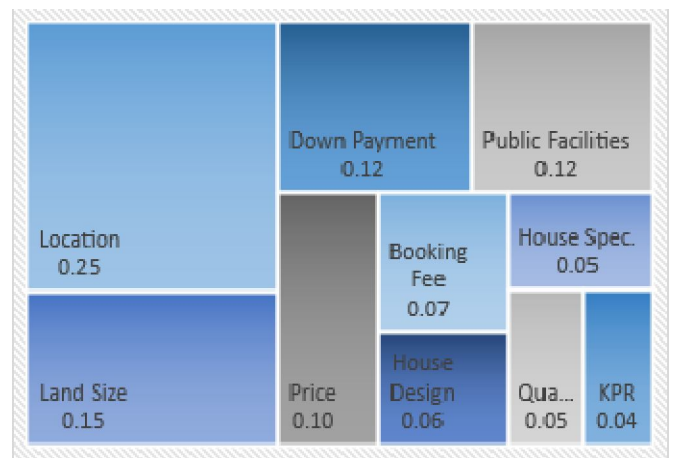 Location
0.25
Land Size
0.15
Down Payment
0.12
Public Facilities
0.12
Price
0.10
Booking
Fee
0.07
House
Design
0.06
House Spec.
0.05
Qua...
0.05
KPR
0.04